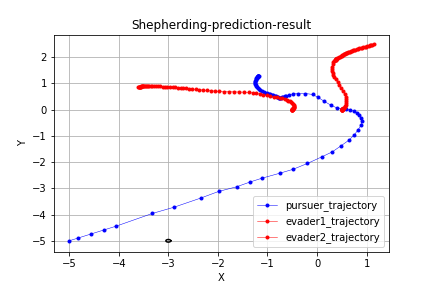 Shepherding-prediction-result
Y
2
1
0
−1
−2
−3
−4
−5
pursuer_trajectory
evader1_trajectory
evader2_trajectory
−5 −4 −3 −2 −1 0 1
X